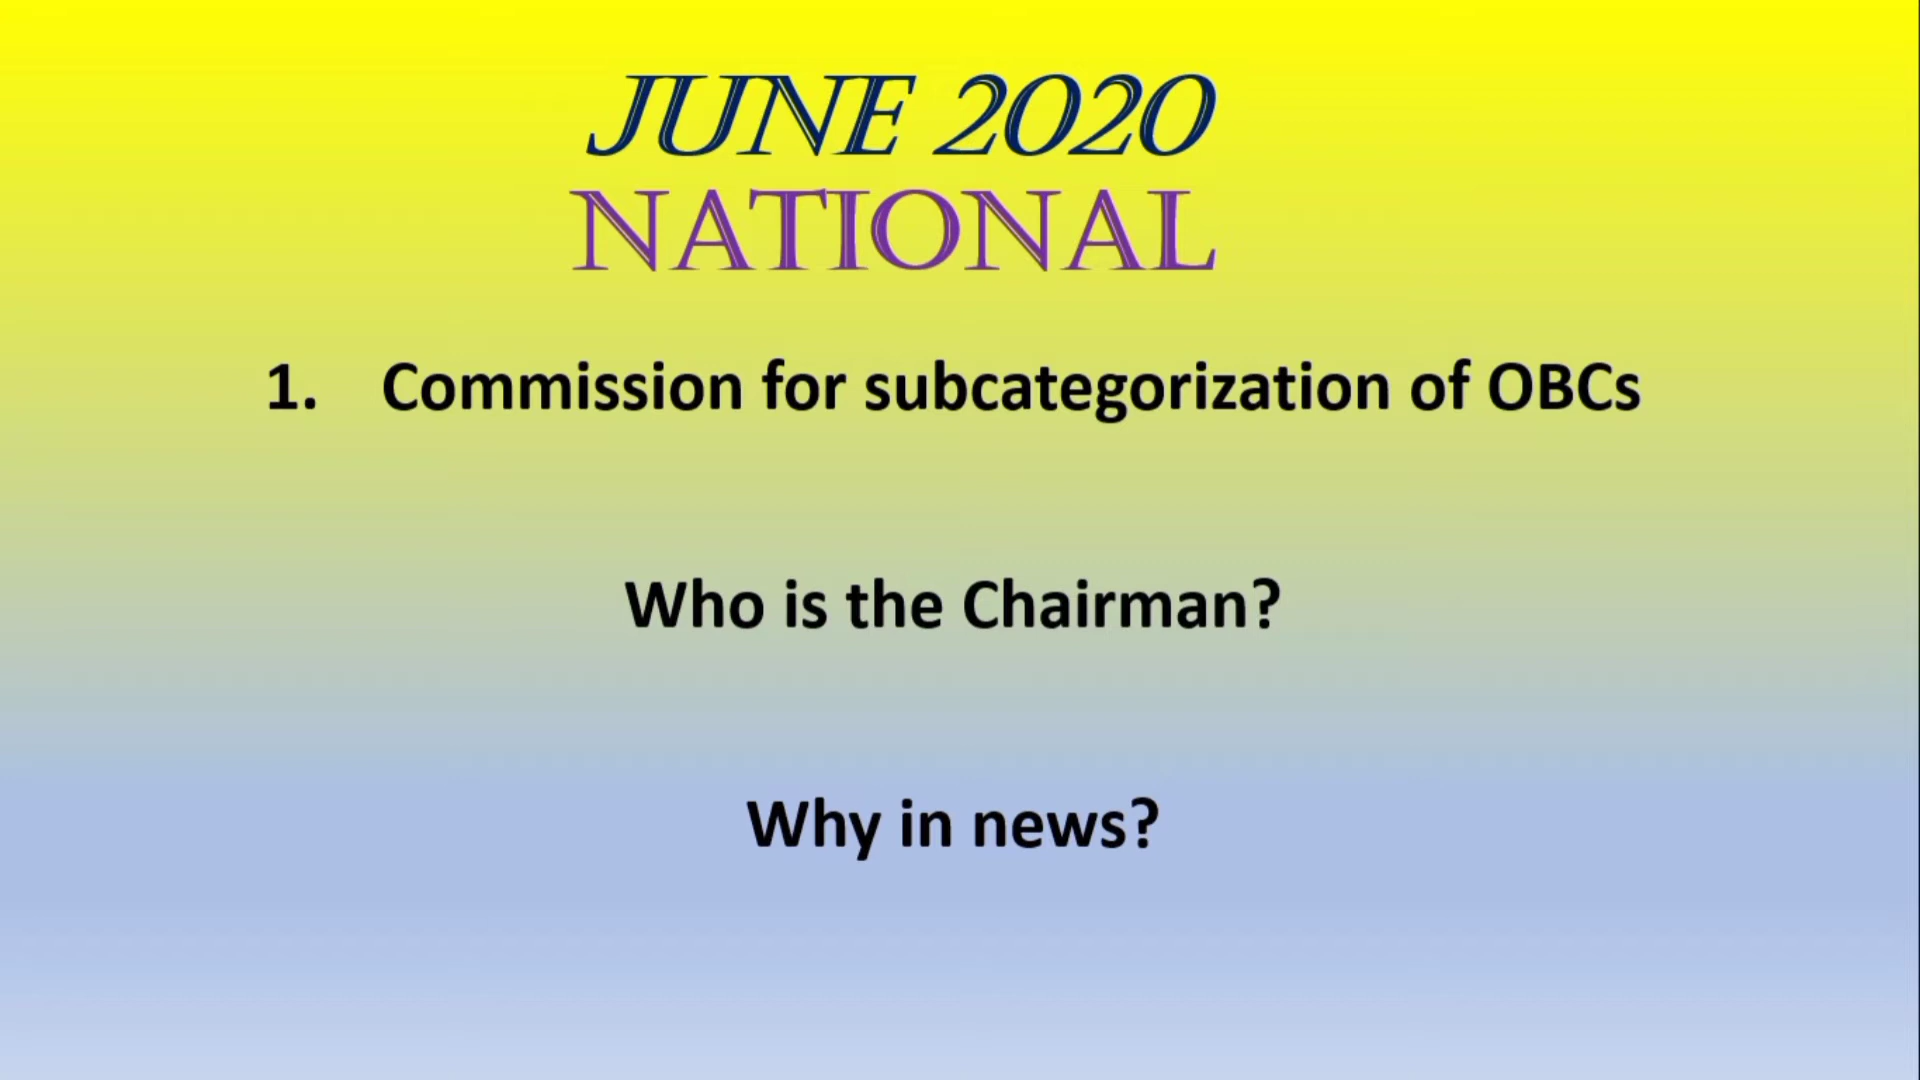 JUNE 2020
NATIONAL
1. Commission for subcategorization of OBCs
Who is the Chairman?
Why in news?